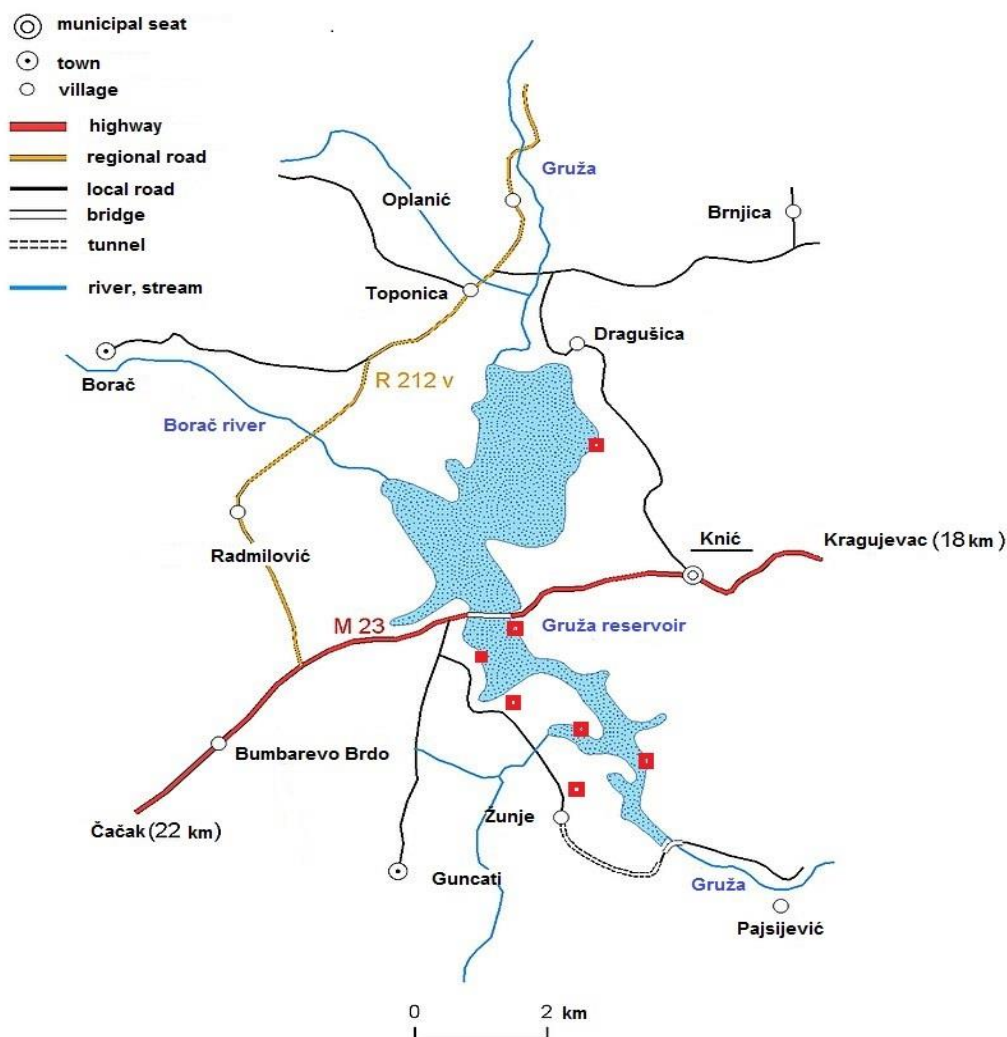 municipal seat
town
village
highway
regional road
local road
bridge
tunnel
river, stream
Gruža
Oplanić
Brnjica
Toponica
Dragušica
Borač
R 212 v
Borač river
Knić
Kragujevac (18 km)
Radmilović
M 23
Gruža reservoir
Bumbarevo Brdo
Žunje
Čačak (22 km)
Guncati
Gruža
Pajsijević
0 2 km